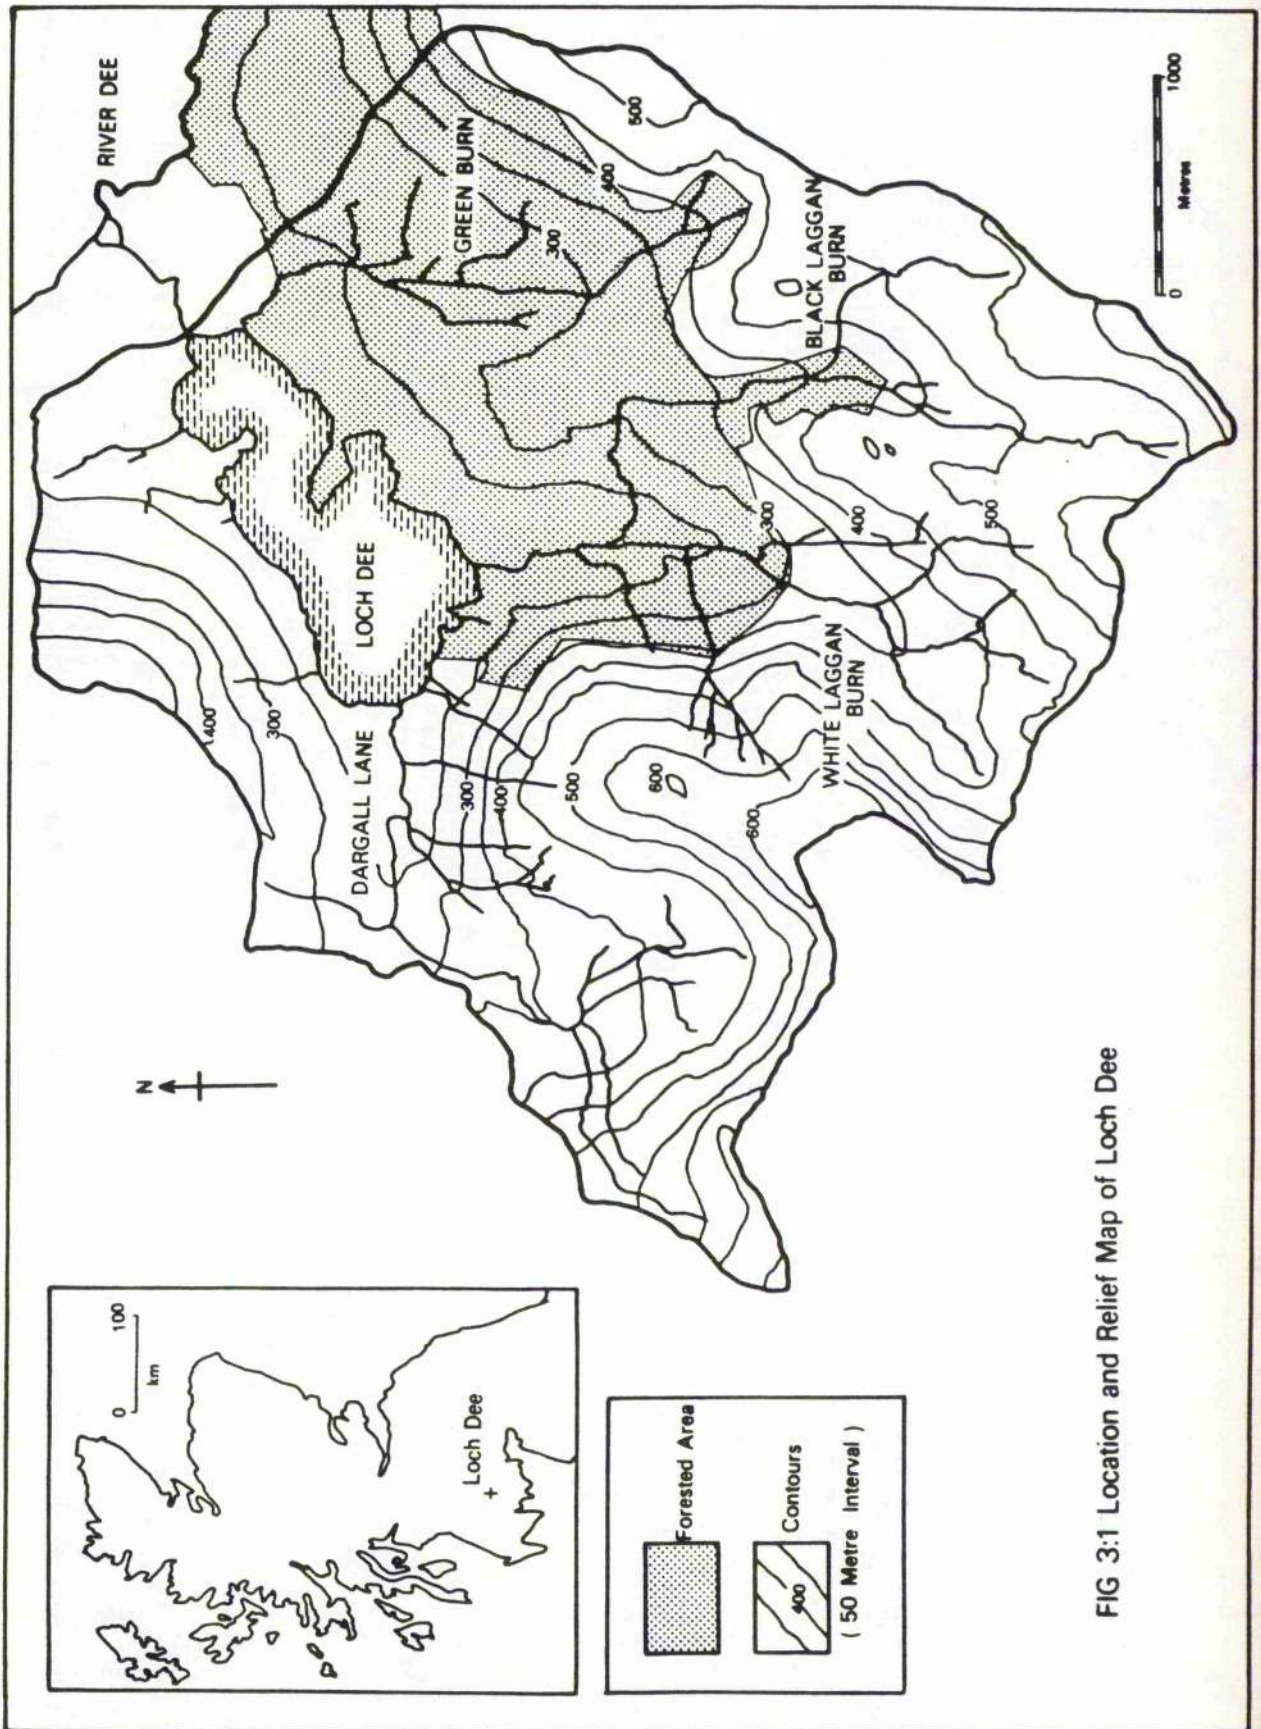 0 100
km
Loch Dee
+
Forested Area
400
Contours
( 50 Metre Interval )
N
RIVER DEE
LOCH DEE
DARGALL LANE
GREEN BURN
BLACK LAGGAN
BURN
WHITE LAGGAN
BURN
400
300
300
400
500
600
600
300
400
500
300
400
500
0 1000
Metres
FIG 3:1 Location and Relief Map of Loch Dee